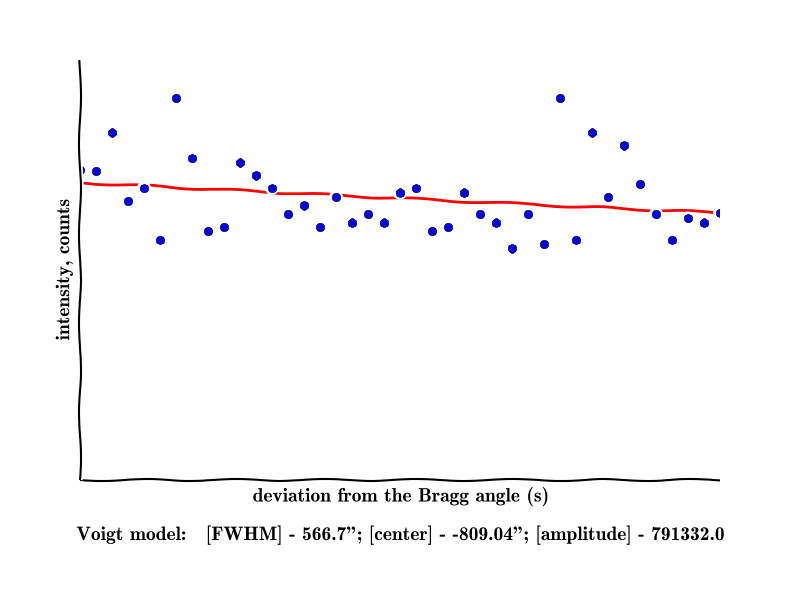 intensity, counts
deviation from the Bragg angle (s)
Voigt model: [FWHM] - 566.7”; [center] - -809.04”; [amplitude] - 791332.0